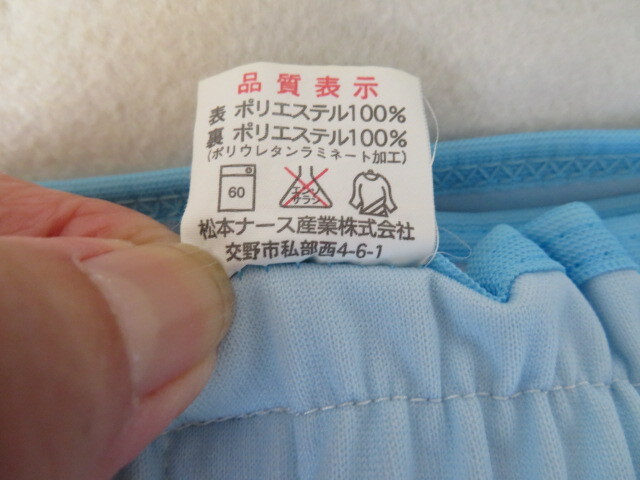 品質表示
表 ポリエステル100%
裏 ポリエステル100%
(ポリウレタンラミネート加工)
60
エンソ
サラシ
松本ナース産業株式会社
交野市私部西4-6-1